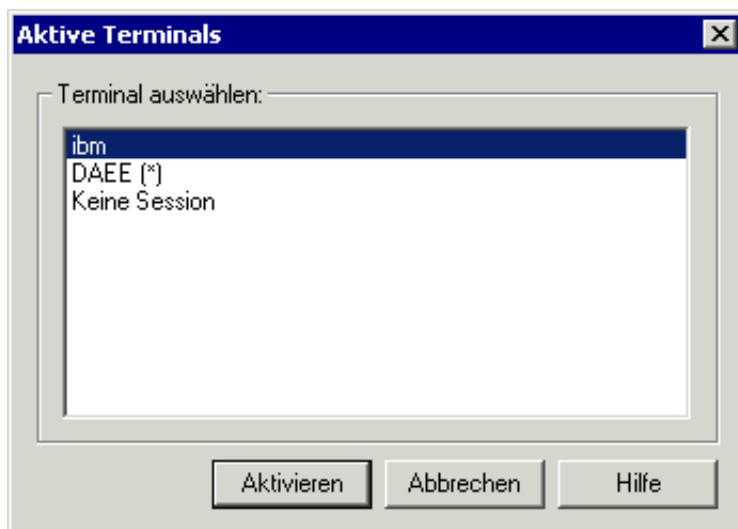 Aktive Terminals
Terminal auswählen:
ibm
DAEE (*)
Keine Session
Aktivieren Abbrechen Hilfe